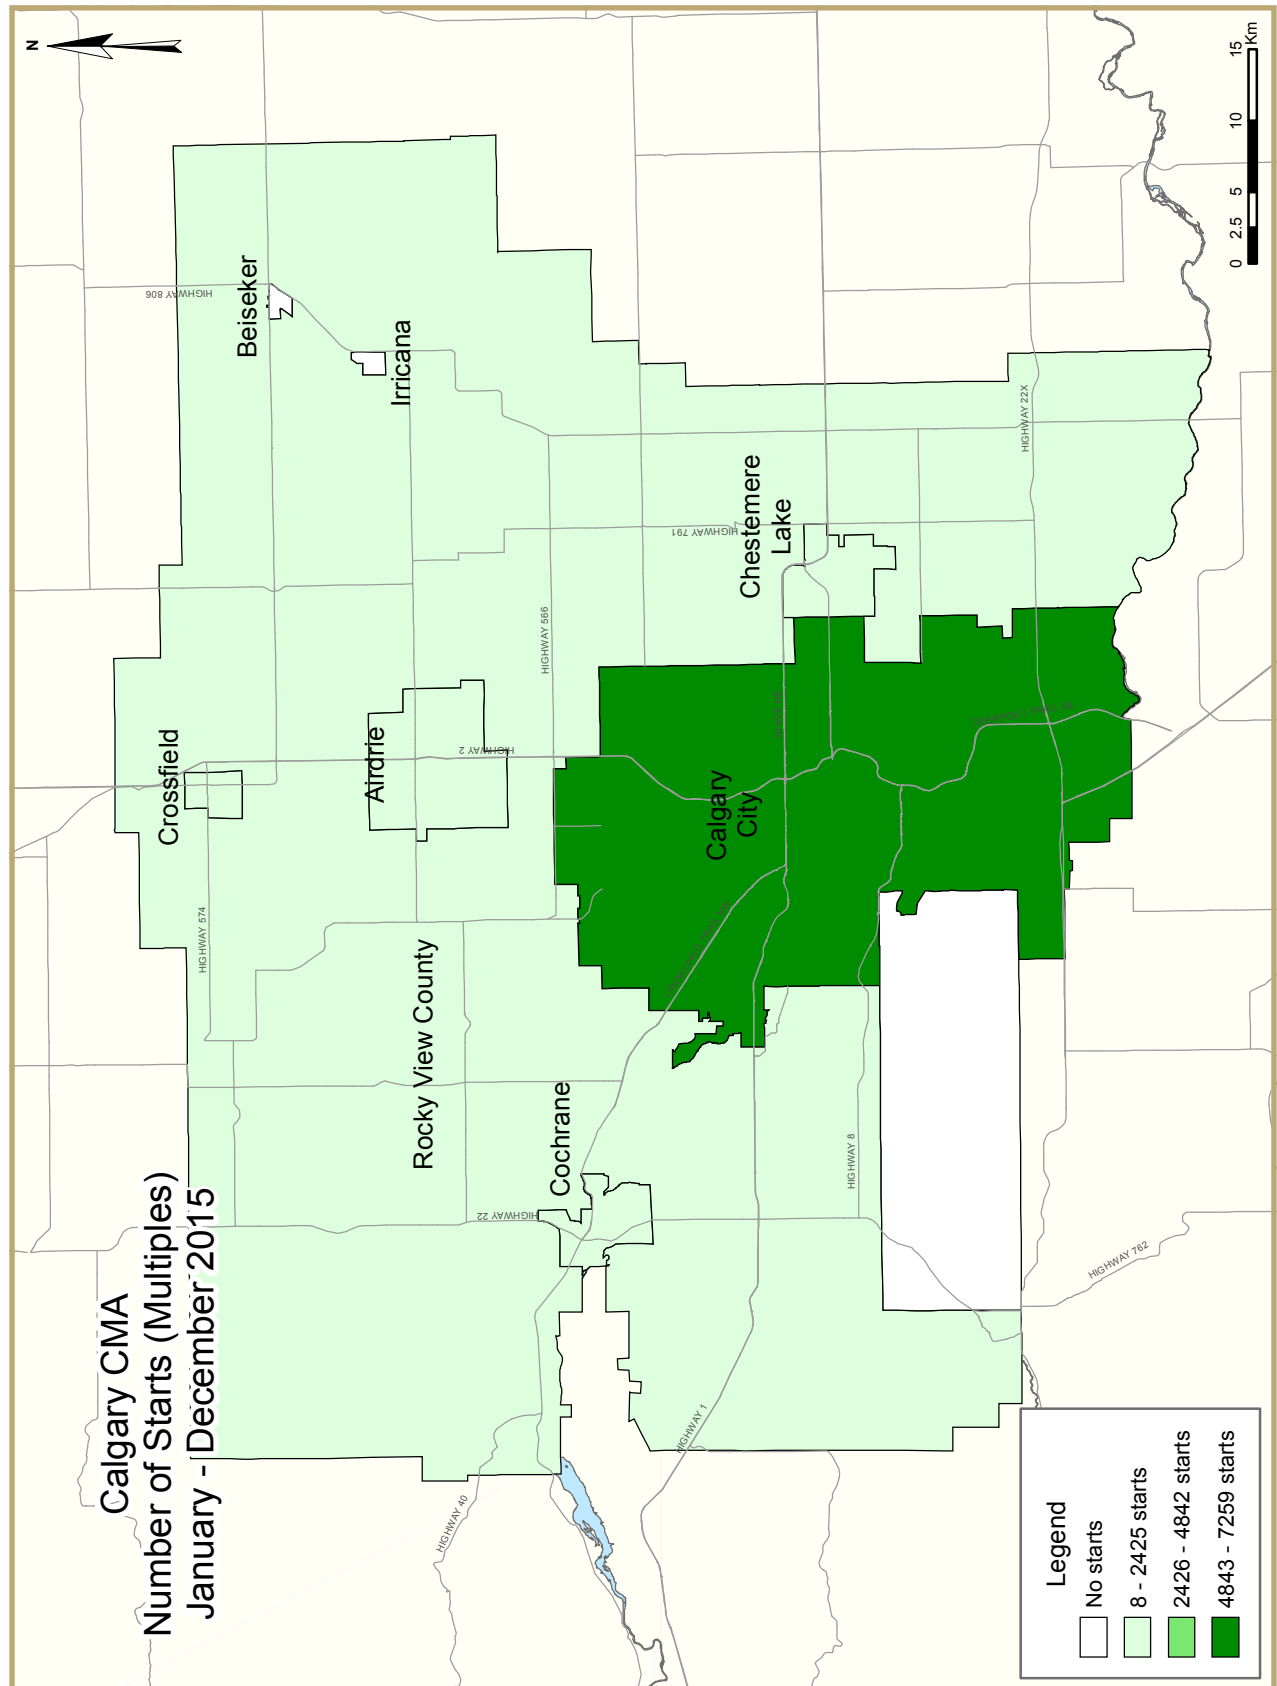 Calgary CMA
Number of Starts (Multiples)
January - December 2015
N
Crossfield
Beiseker
Irricana
Airdrie
Rocky View County
Cochrane
Calgary
City
Chestemere
Lake
HIGHWAY 806
HIGHWAY 574
HIGHWAY 2
HIGHWAY 566
HIGHWAY 791
HIGHWAY 22X
HIGHWAY 22
HIGHWAY 8
HIGHWAY 1
HIGHWAY 40
HIGHWAY 762
Legend
No starts
8 - 2425 starts
2426 - 4842 starts
4843 - 7259 starts
0 2.5 5 10 15
Km